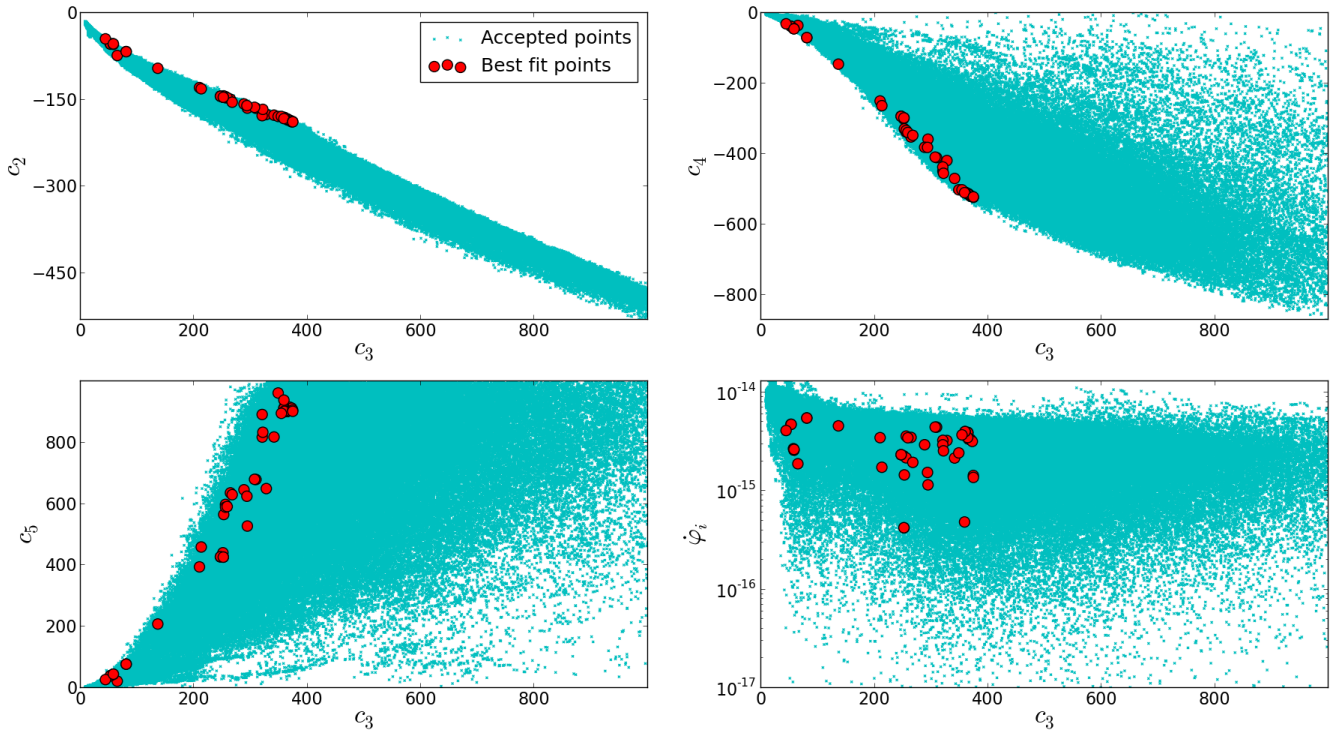 0
−150
−300
−450
c₂
0 200 400 600 800
c₃
Accepted points
Best fit points
0
−200
−400
−600
−800
c₄
0 200 400 600 800
c₃
800
600
400
200
0
c₅
0 200 400 600 800
c₃
10⁻¹⁴
10⁻¹⁵
10⁻¹⁶
10⁻¹⁷
φ̇ᵢ
0 200 400 600 800
c₃